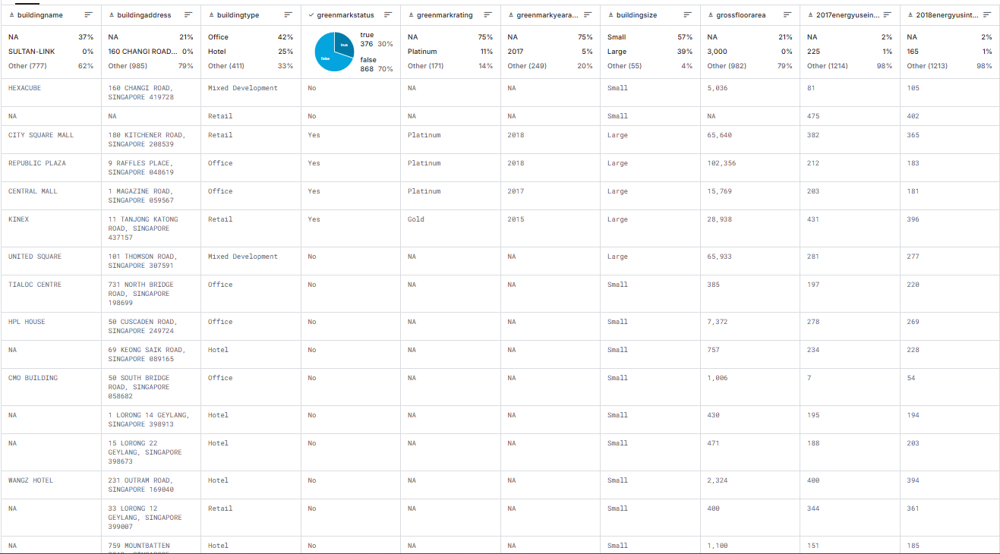 buildingname buildingaddress buildingtype greenmarkstatus greenmarkrating greenmarkyeara... buildingsize grossfloorarea 2017energyusein... 2018energyusint...
NA 37% NA 21% Office 42% true NA 75% NA 75% Small 57% NA 21% NA 2% NA 2%
376 30%
SULTAN-LINK 0% 160 CHANGI ROAD... 0% Hotel 25% true false Platinum 11% 2017 5% Large 39% 3,000 0% 225 1% 165 1%
false
Other (777) 62% Other (985) 79% Other (411) 33% 868 70% Other (171) 14% Other (249) 20% Other (55) 4% Other (982) 79% Other (1214) 98% Other (1213) 98%
HEXACUBE 160 CHANGI ROAD, Mixed Development No NA NA Small 5,036 81 105
SINGAPORE 419728
NA NA Retail No NA NA Small NA 475 402
CITY SQUARE MALL 180 KITCHENER ROAD, Retail Yes Platinum 2018 Large 65,640 382 365
SINGAPORE 208539
REPUBLIC PLAZA 9 RAFFLES PLACE, Office Yes Platinum 2018 Large 102,356 212 183
SINGAPORE 048619
CENTRAL MALL 1 MAGAZINE ROAD, Office Yes Platinum 2017 Large 15,769 203 181
SINGAPORE 059567
KINEX 11 TANJONG KATONG Retail Yes Gold 2015 Large 28,938 431 396
ROAD, SINGAPORE
437157
UNITED SQUARE 101 THOMSON ROAD, Mixed Development No NA NA Large 65,933 281 277
SINGAPORE 307591
TIALOC CENTRE 731 NORTH BRIDGE Office No NA NA Small 385 197 220
ROAD, SINGAPORE
198699
HPL HOUSE 50 CUSCADEN ROAD, Office No NA NA Small 7,372 278 269
SINGAPORE 249724
NA 69 KEONG SAIK ROAD, Hotel No NA NA Small 757 234 228
SINGAPORE 089165
CMO BUILDING 50 SOUTH BRIDGE Office No NA NA Small 1,006 7 54
ROAD, SINGAPORE
058682
NA 1 LORONG 14 GEYLANG, Hotel No NA NA Small 430 195 194
SINGAPORE 398913
NA 15 LORONG 22 Hotel No NA NA Small 471 188 203
GEYLANG, SINGAPORE
398673
WANGZ HOTEL 231 OUTRAM ROAD, Hotel No NA NA Small 2,324 400 394
SINGAPORE 169040
NA 33 LORONG 12 Retail No NA NA Small 400 344 361
GEYLANG, SINGAPORE
399007
NA 759 MOUNTBATTEN Hotel No NA NA Small 1,100 151 185